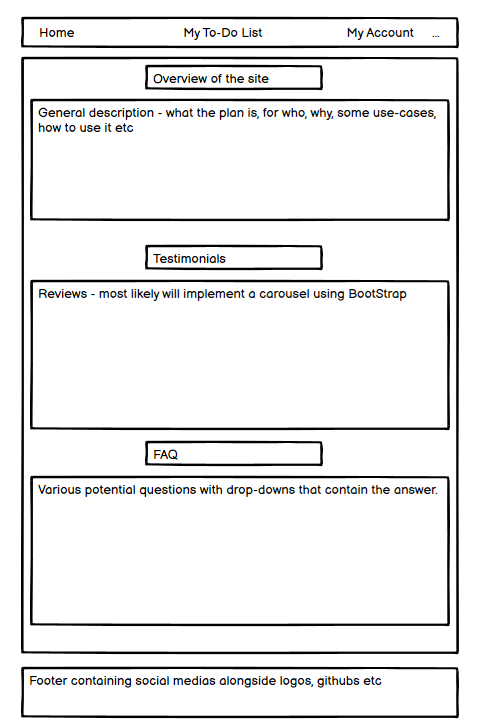 Home My To-Do List My Account ...
Overview of the site
General description - what the plan is, for who, why, some use-cases,
how to use it etc
Testimonials
Reviews - most likely will implement a carousel using BootStrap
FAQ
Various potential questions with drop-downs that contain the answer.
Footer containing social medias alongside logos, githubs etc